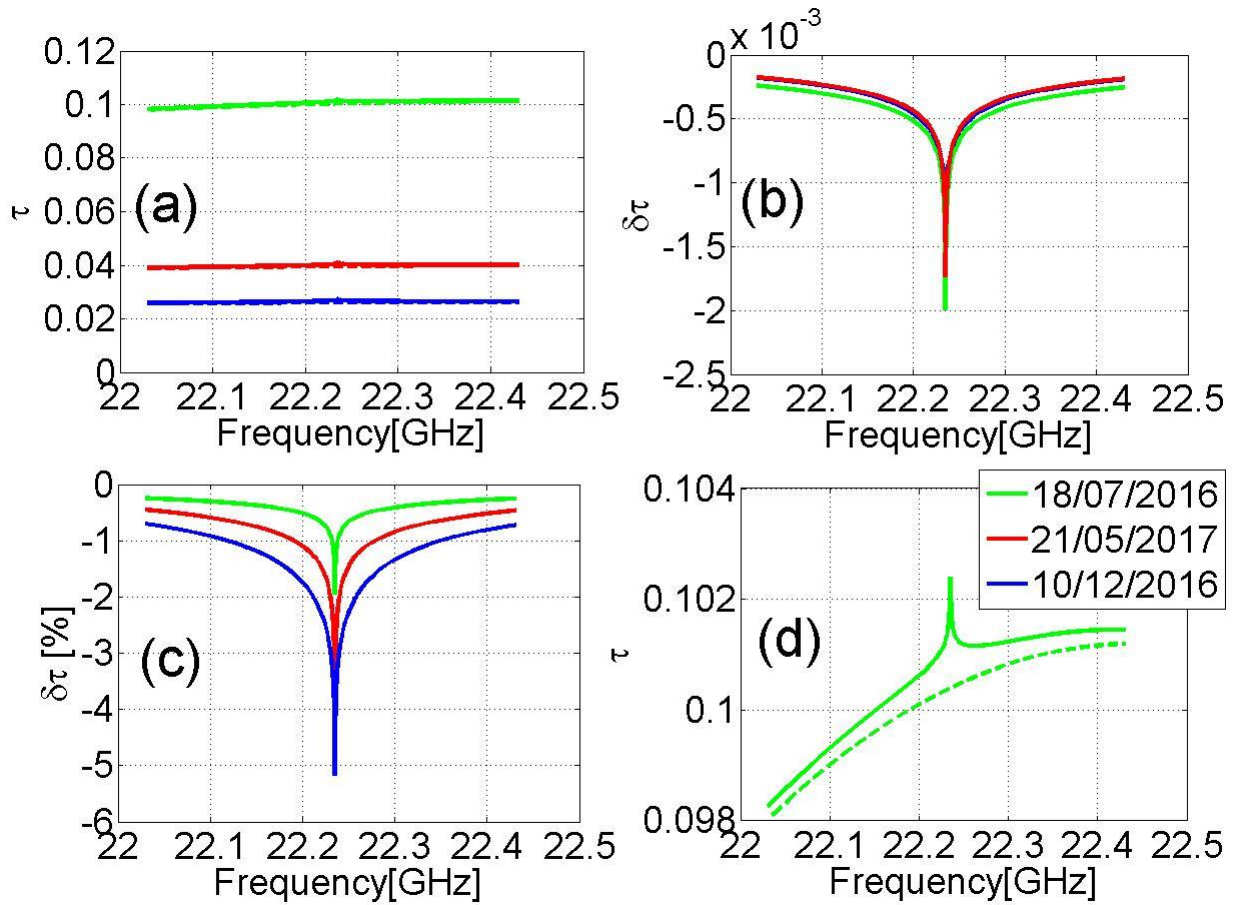 0.12
0.1
0.08
0.06
0.04
0.02
0
τ
(a)
22 22.1 22.2 22.3 22.4 22.5
Frequency[GHz]
x 10-3
0
-0.5
-1
-1.5
-2
-2.5
δτ
(b)
22 22.1 22.2 22.3 22.4 22.5
Frequency[GHz]
0
-1
-2
-3
-4
-5
-6
δτ [%]
(c)
22 22.1 22.2 22.3 22.4 22.5
Frequency[GHz]
0.104
0.102
0.1
0.098
τ
(d)
18/07/2016
21/05/2017
10/12/2016
22 22.1 22.2 22.3 22.4 22.5
Frequency[GHz]